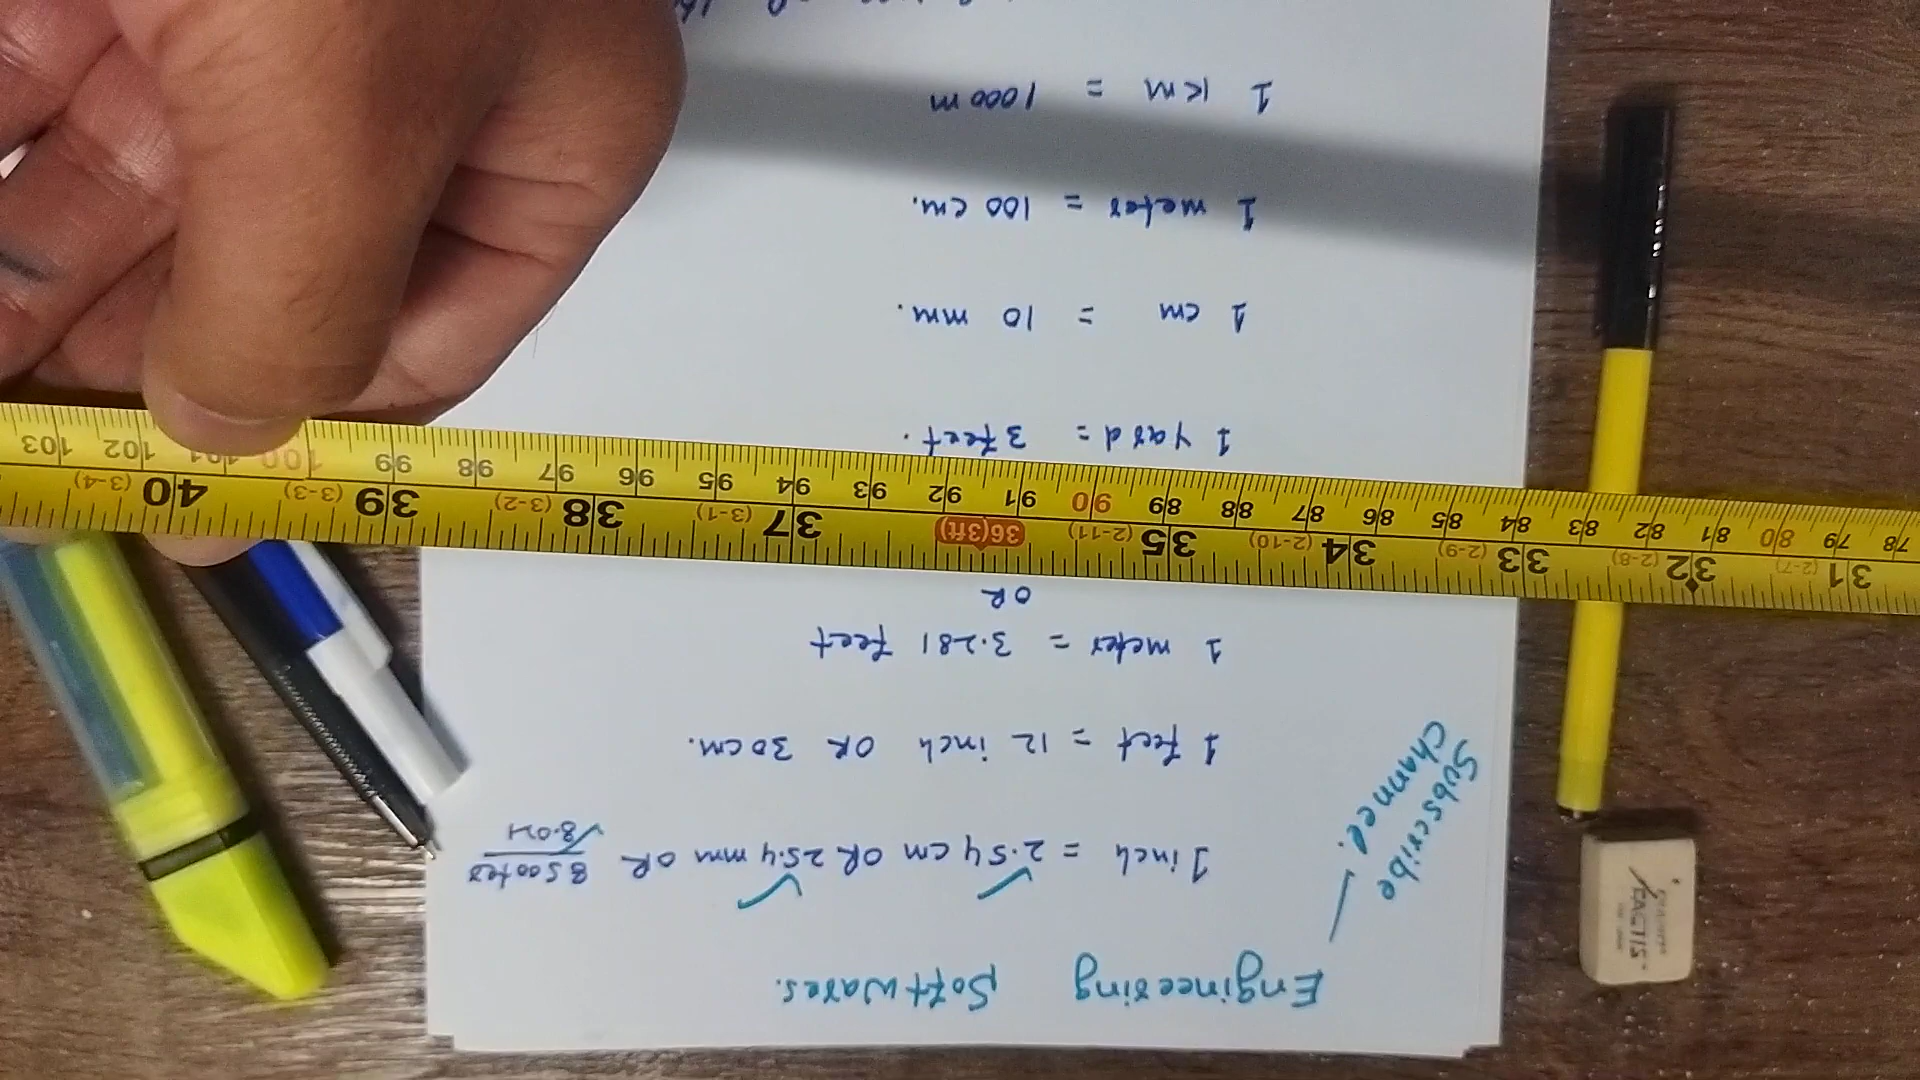 Engineering Softwares.
Subscribe
Channel.
1 inch = 2.54 cm OR 25.4 mm OR 8 sooter
8.021
1 feet = 12 inch OR 30 cm.
1 meter = 3.281 feet
OR
1 yard = 3 feet.
1 cm = 10 mm.
1 meter = 100 cm.
1 KM = 1000 m
78 79 80 81 82 83 84 85 86 87 88 89 90 91 92 93 94 95 96 97 98 99 100 101 102 103
31 (2-7) 32 (2-8) 33 (2-9) 34 (2-10) 35 (2-11) 36(3ft) 37 (3-1) 38 (3-2) 39 (3-3) 40 (3-4)
FACTIS